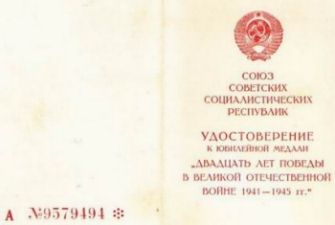 СОЮЗ
СОВЕТСКИХ
СОЦИАЛИСТИЧЕСКИХ
РЕСПУБЛИК
УДОСТОВЕРЕНИЕ
К ЮБИЛЕЙНОЙ МЕДАЛИ
„ДВАДЦАТЬ ЛЕТ ПОБЕДЫ
В ВЕЛИКОЙ ОТЕЧЕСТВЕННОЙ
ВОЙНЕ 1941—1945 гг."
А №9579494 ❉